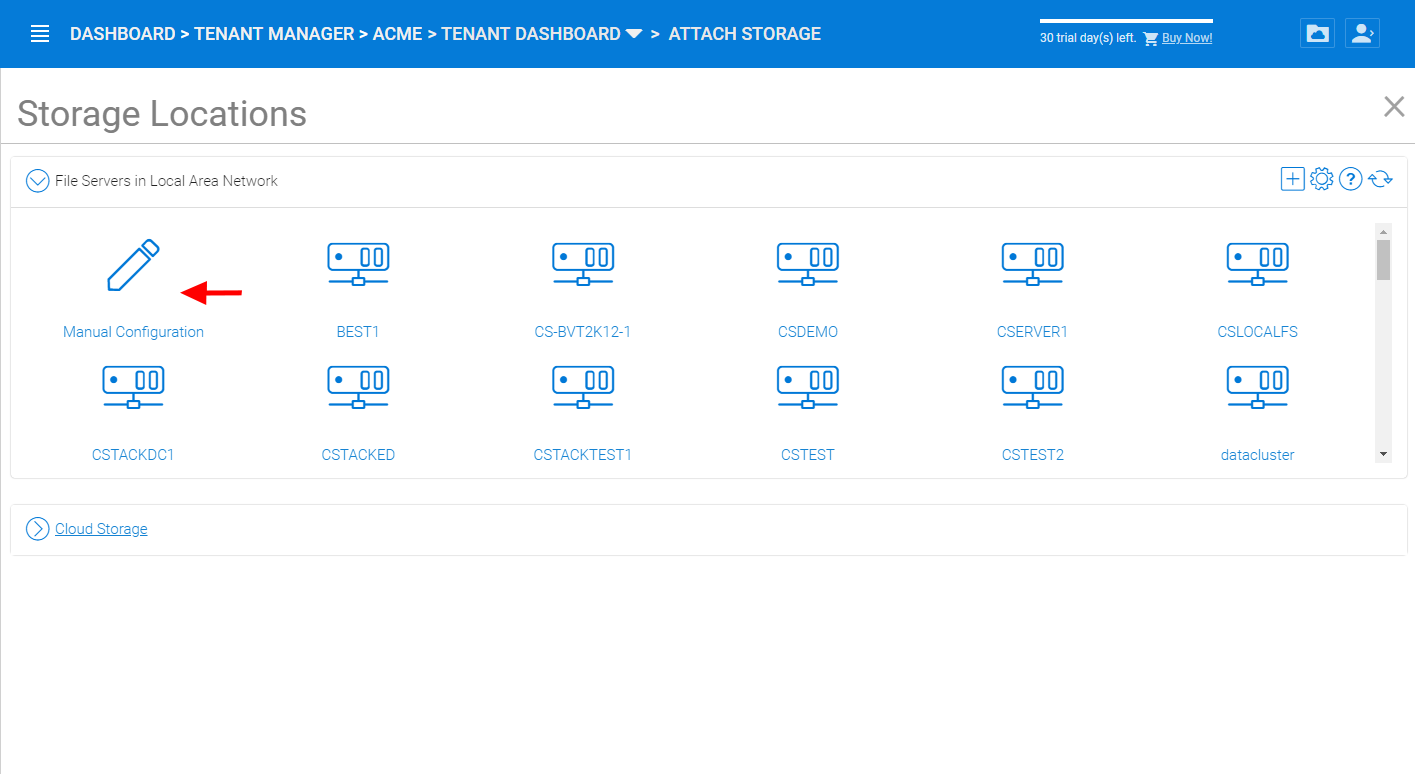 DASHBOARD > TENANT MANAGER > ACME > TENANT DASHBOARD > ATTACH STORAGE
30 trial day(s) left. Buy Now!
Storage Locations
File Servers in Local Area Network
?
Manual Configuration BEST1 CS-BVT2K12-1 CSDEMO CSERVER1 CSLOCALFS
CSTACKDC1 CSTACKED CSTACKTEST1 CSTEST CSTEST2 datacluster
Cloud Storage